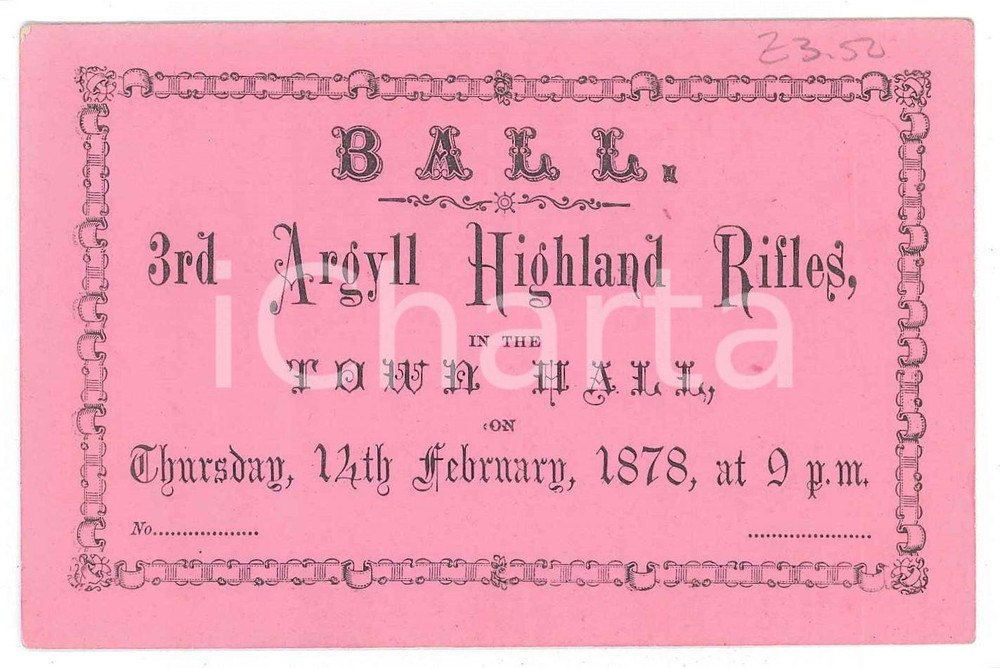 Z3.50
BALL.
3rd Argyll Highland Rifles,
IN THE
TOWN HALL,
ON
Thursday, 14th February, 1878, at 9 p.m.
No..................
iCharta